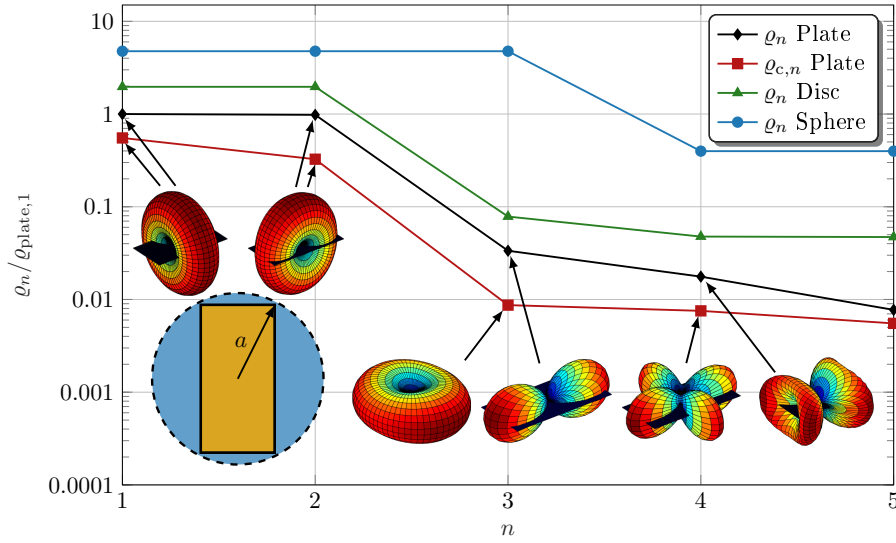 10
1
0.1
0.01
0.001
0.0001
ϱₙ/ϱplate,1
1 2 3 4 5
n
ϱₙ Plate
ϱc,n Plate
ϱₙ Disc
ϱₙ Sphere
a